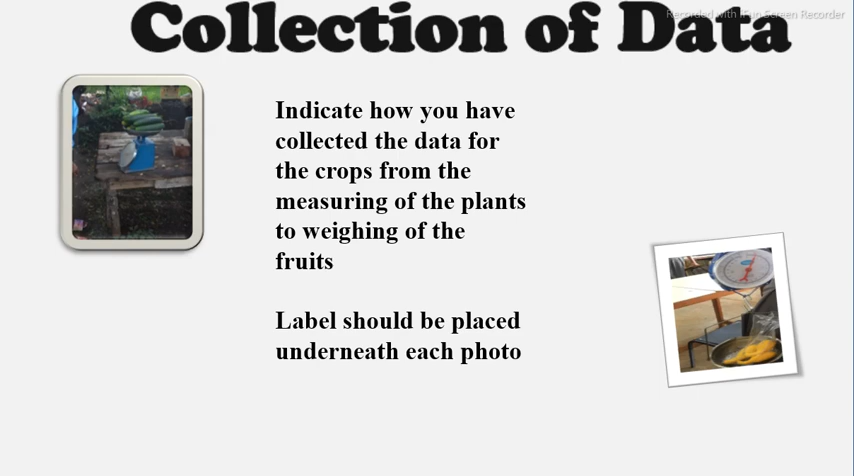 Collection of Data
Recorded with iFun Screen Recorder
Indicate how you have
collected the data for
the crops from the
measuring of the plants
to weighing of the
fruits
Label should be placed
underneath each photo